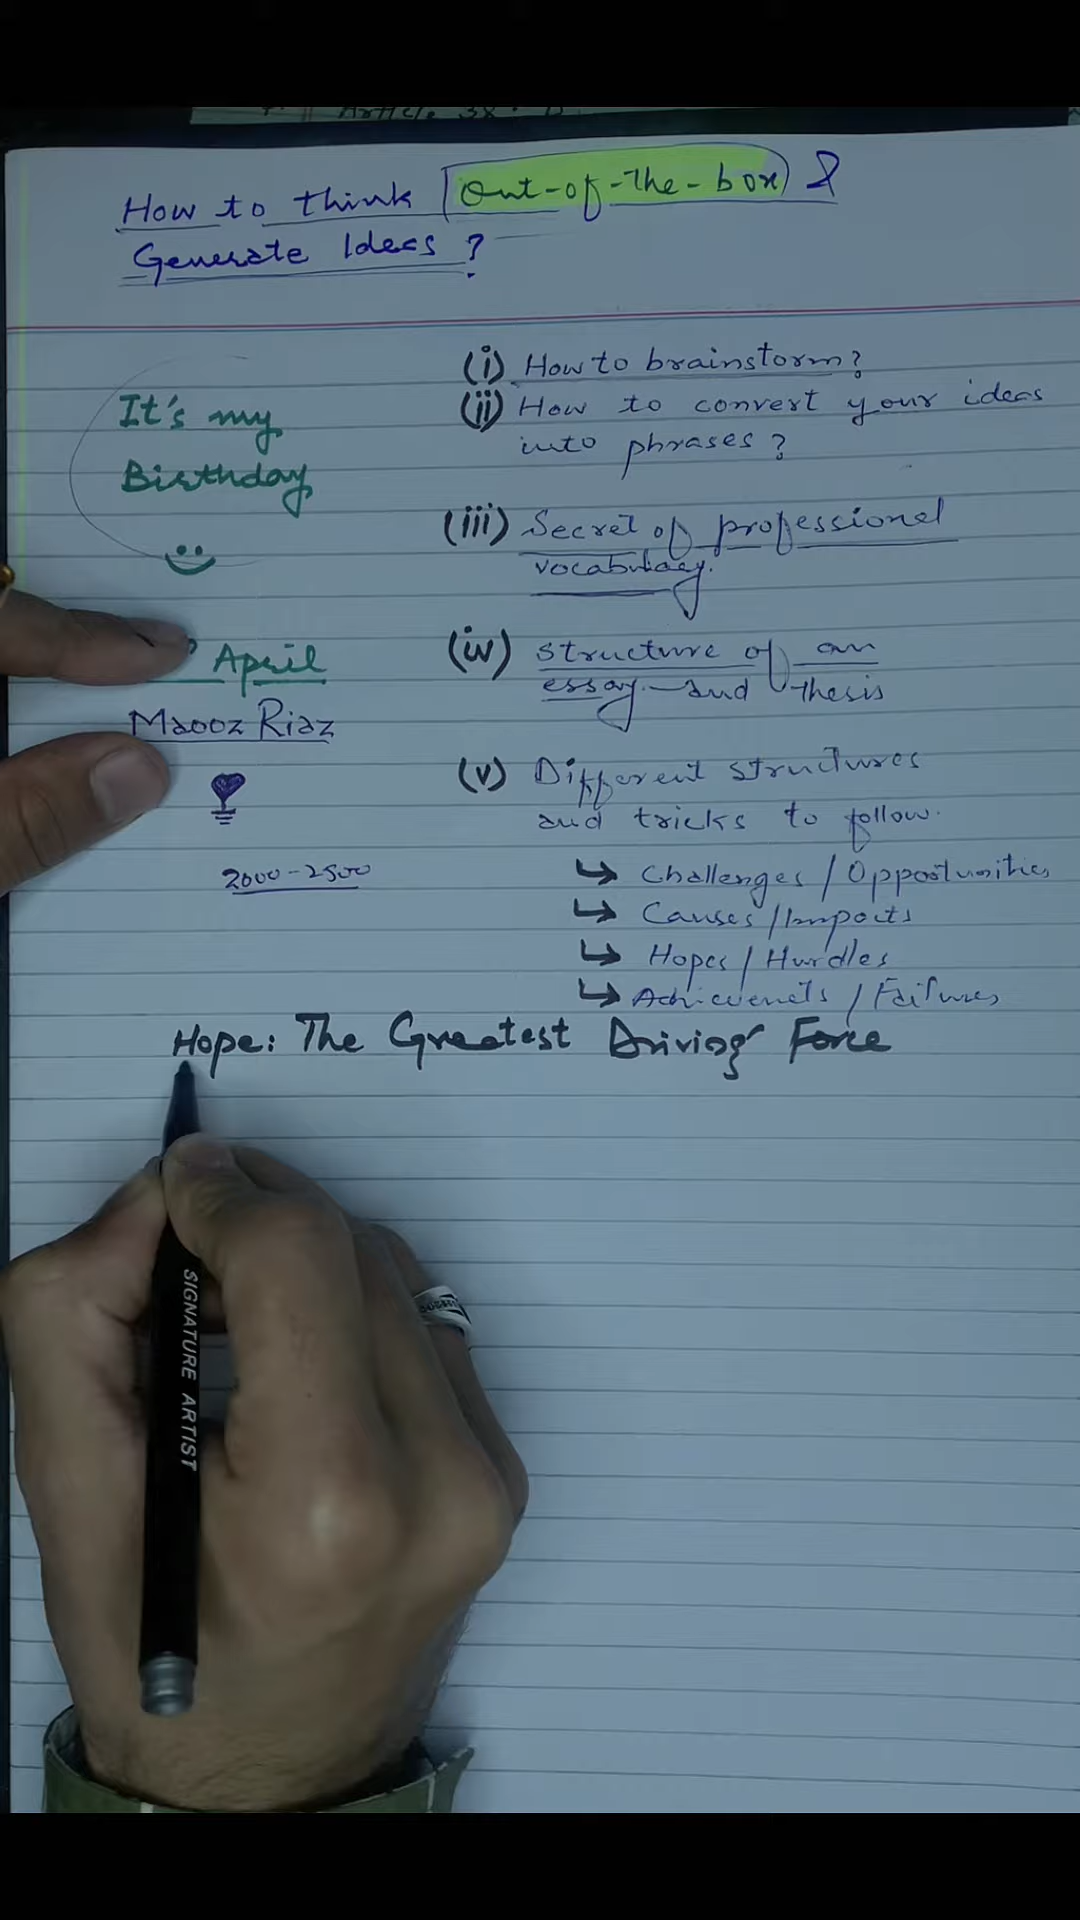 Article 38:
How to think out-of-the-box &
Generate Ideas?
It's my
Birthday
April
Maooz Riaz
2000-2500
(i) How to brainstorm?
(ii) How to convert your ideas
into phrases?
(iii) Secret of professional
vocabulary.
(iv) structure of an
essay and thesis
(v) Different structures
and tricks to follow.
↳ Challenges / Opportunities
↳ Causes / Impacts
↳ Hopes / Hurdles
↳ Achievements / Failures
Hope: The Greatest Driving Force
SIGNATURE ARTIST